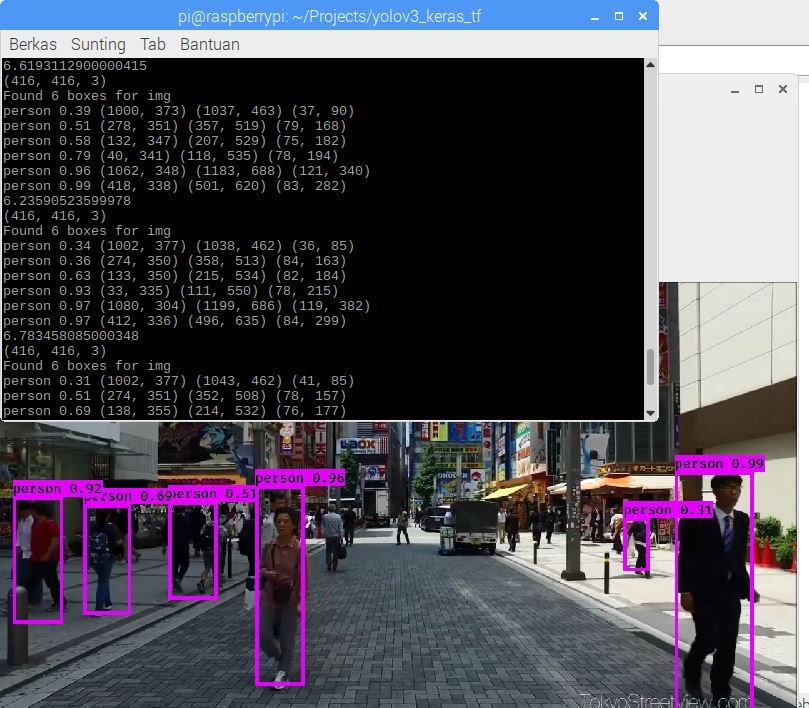 pi@raspberrypi: ~/Projects/yolov3_keras_tf
Berkas Sunting Tab Bantuan
6.6193112900000415
(416, 416, 3)
Found 6 boxes for img
person 0.39 (1000, 373) (1037, 463) (37, 90)
person 0.51 (278, 351) (357, 519) (79, 168)
person 0.58 (132, 347) (207, 529) (75, 182)
person 0.79 (40, 341) (118, 535) (78, 194)
person 0.96 (1062, 348) (1183, 688) (121, 340)
person 0.99 (418, 338) (501, 620) (83, 282)
6.23590523599978
(416, 416, 3)
Found 6 boxes for img
person 0.34 (1002, 377) (1038, 462) (36, 85)
person 0.36 (274, 350) (358, 513) (84, 163)
person 0.63 (133, 350) (215, 534) (82, 184)
person 0.93 (33, 335) (111, 550) (78, 215)
person 0.97 (1080, 304) (1199, 686) (119, 382)
person 0.97 (412, 336) (496, 635) (84, 299)
6.783458085000348
(416, 416, 3)
Found 6 boxes for img
person 0.31 (1002, 377) (1043, 462) (41, 85)
person 0.51 (274, 351) (352, 508) (78, 157)
person 0.69 (138, 355) (214, 532) (76, 177)
LAOX
person 0.99
person 0.96
person 0.92
person 0.69
person 0.51
person 0.31
TokyoStreetView.com